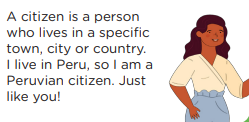 A citizen is a person
who lives in a specific
town, city or country.
I live in Peru, so I am a
Peruvian citizen. Just
like you!